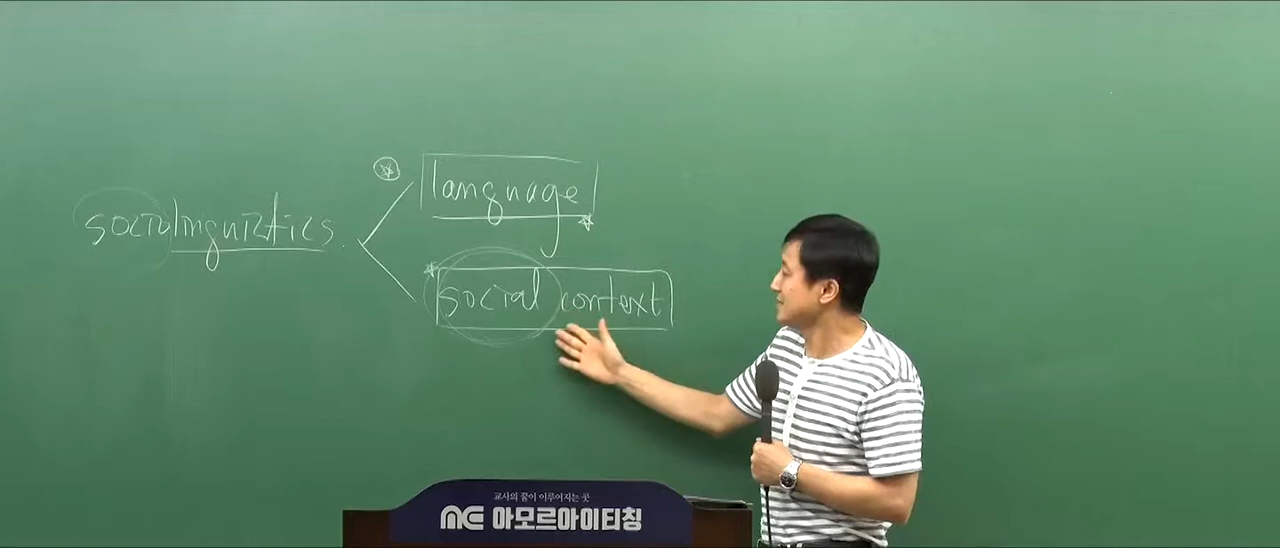 sociolinguistics.
language
social context
교사의 꿈이 이루어지는 곳
아모르아이티칭